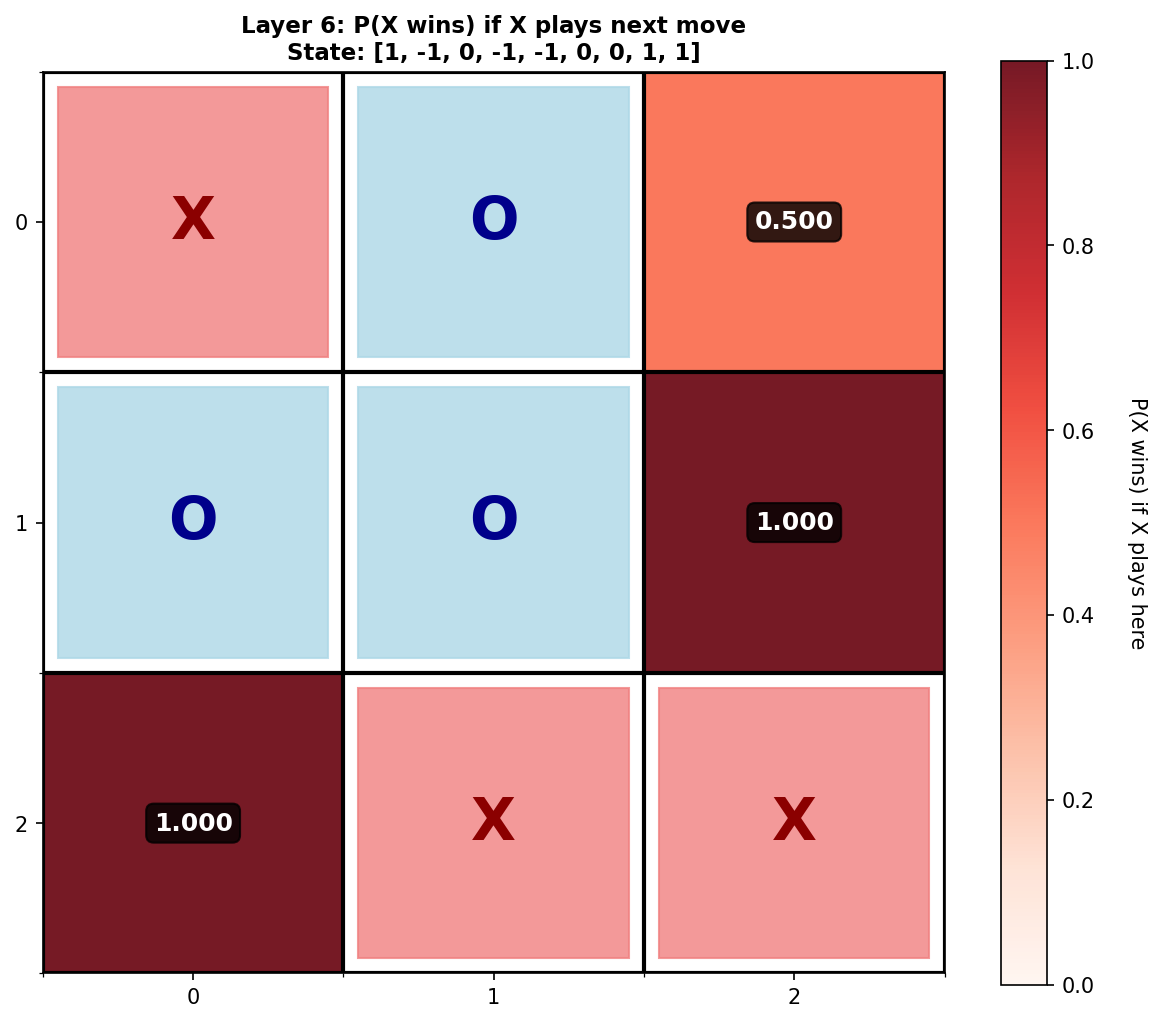 Layer 6: P(X wins) if X plays next move
State: [1, -1, 0, -1, -1, 0, 0, 1, 1]
0 X O 0.500
1 O O 1.000
2 1.000 X X
0 1 2
1.0
0.8
0.6
0.4
0.2
0.0
P(X wins) if X plays here